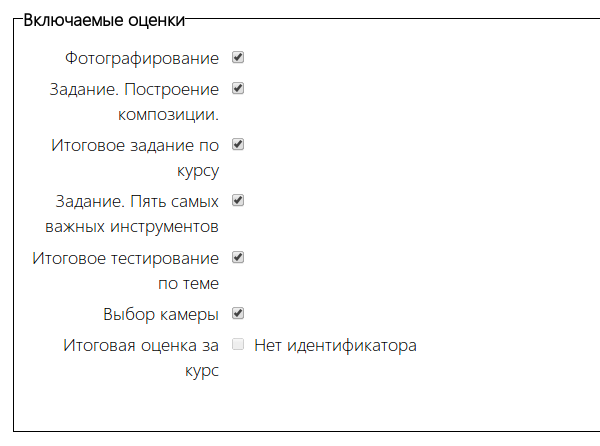 Включаемые оценки
Фотографирование
Задание. Построение
композиции.
Итоговое задание по
курсу
Задание. Пять самых
важных инструментов
Итоговое тестирование
по теме
Выбор камеры
Итоговая оценка за Нет идентификатора
курс